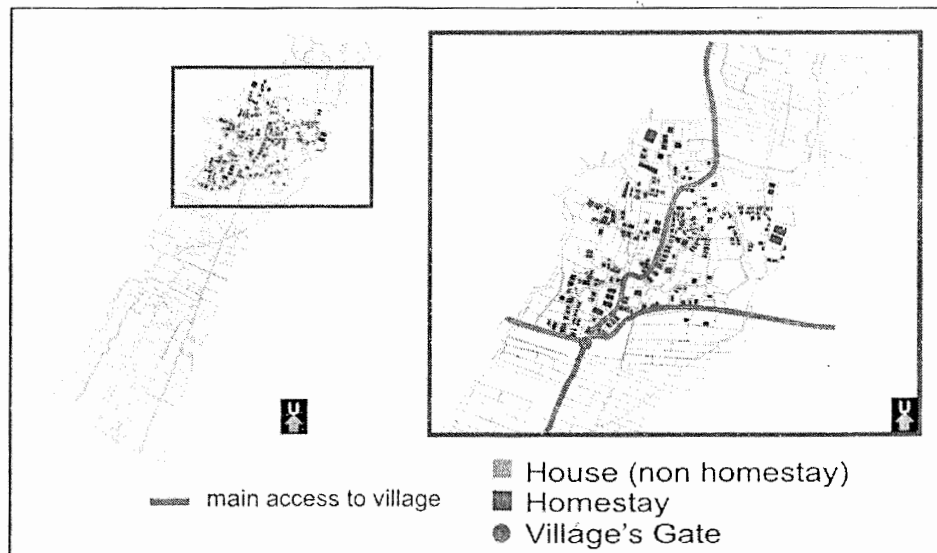 U
U
main access to village
House (non homestay)
Homestay
Village's Gate